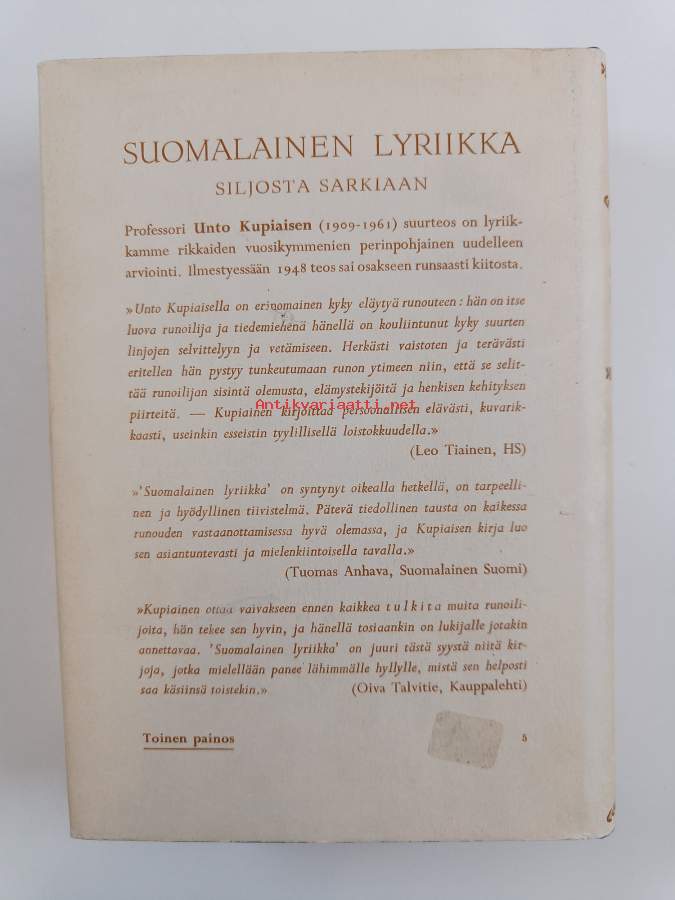 SUOMALAINEN LYRIIKKA
SILJOSTA SARKIAAN
Professori Unto Kupiaisen (1909-1961) suurteos on lyriik-
kamme rikkaiden vuosikymmenien perinpohjainen uudelleen
arviointi. Ilmestyessään 1948 teos sai osakseen runsaasti kiitosta.
»Unto Kupiaisella on erinomainen kyky eläytyä runouteen: hän on itse
luova runoilija ja tiedemiehenä hänellä on kouliintunut kyky suurten
linjojen selvittelyyn ja vetämiseen. Herkästi vaistoten ja terävästi
eritellen hän pystyy tunkeutumaan runon ytimeen niin, että se selit-
tää runoilijan sisintä olemusta, elämystekijöitä ja henkisen kehityksen
piirteitä. — Kupiainen kirjoittaa persoonallisen elävästi, kuvarik-
Antikvariaatti.net
kaasti, useinkin esseistin tyylillisellä loistokkuudella.»
(Leo Tiainen, HS)
»'Suomalainen lyriikka' on syntynyt oikealla hetkellä, on tarpeelli-
nen ja hyödyllinen tiivistelmä. Pätevä tiedollinen tausta on kaikessa
runouden vastaanottamisessa hyvä olemassa, ja Kupiaisen kirja luo
sen asiantuntevasti ja mielenkiintoisella tavalla.»
(Tuomas Anhava, Suomalainen Suomi)
»Kupiainen ottaa vaivakseen ennen kaikkea tulkita muita runoili-
joita, hän tekee sen hyvin, ja hänellä tosiaankin on lukijalle jotakin
annettavaa. 'Suomalainen lyriikka' on juuri tästä syystä niitä kir-
joja, jotka mielellään panee lähimmälle hyllylle, mistä sen helposti
saa käsiinsä toistekin.» (Oiva Talvitie, Kauppalehti)
Toinen painos 5